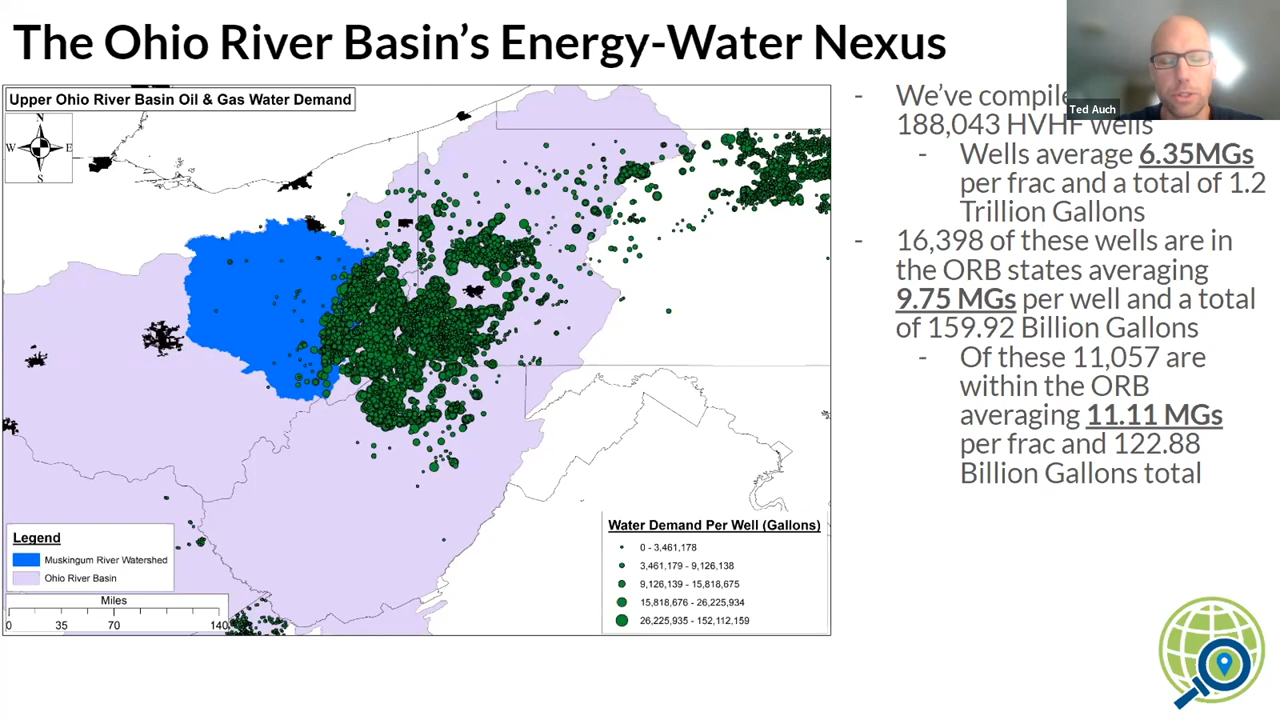 The Ohio River Basin's Energy-Water Nexus
Ted Auch
Upper Ohio River Basin Oil & Gas Water Demand
N
W E
S
Legend
Muskingum River Watershed
Ohio River Basin
Miles
0 35 70 140
Water Demand Per Well (Gallons)
0 - 3,461,178
3,461,179 - 9,126,138
9,126,139 - 15,818,675
15,818,676 - 26,225,934
26,225,935 - 152,112,159
- We've compile
188,043 HVHF wells
- Wells average 6.35MGs
per frac and a total of 1.2
Trillion Gallons
- 16,398 of these wells are in
the ORB states averaging
9.75 MGs per well and a total
of 159.92 Billion Gallons
- Of these 11,057 are
within the ORB
averaging 11.11 MGs
per frac and 122.88
Billion Gallons total